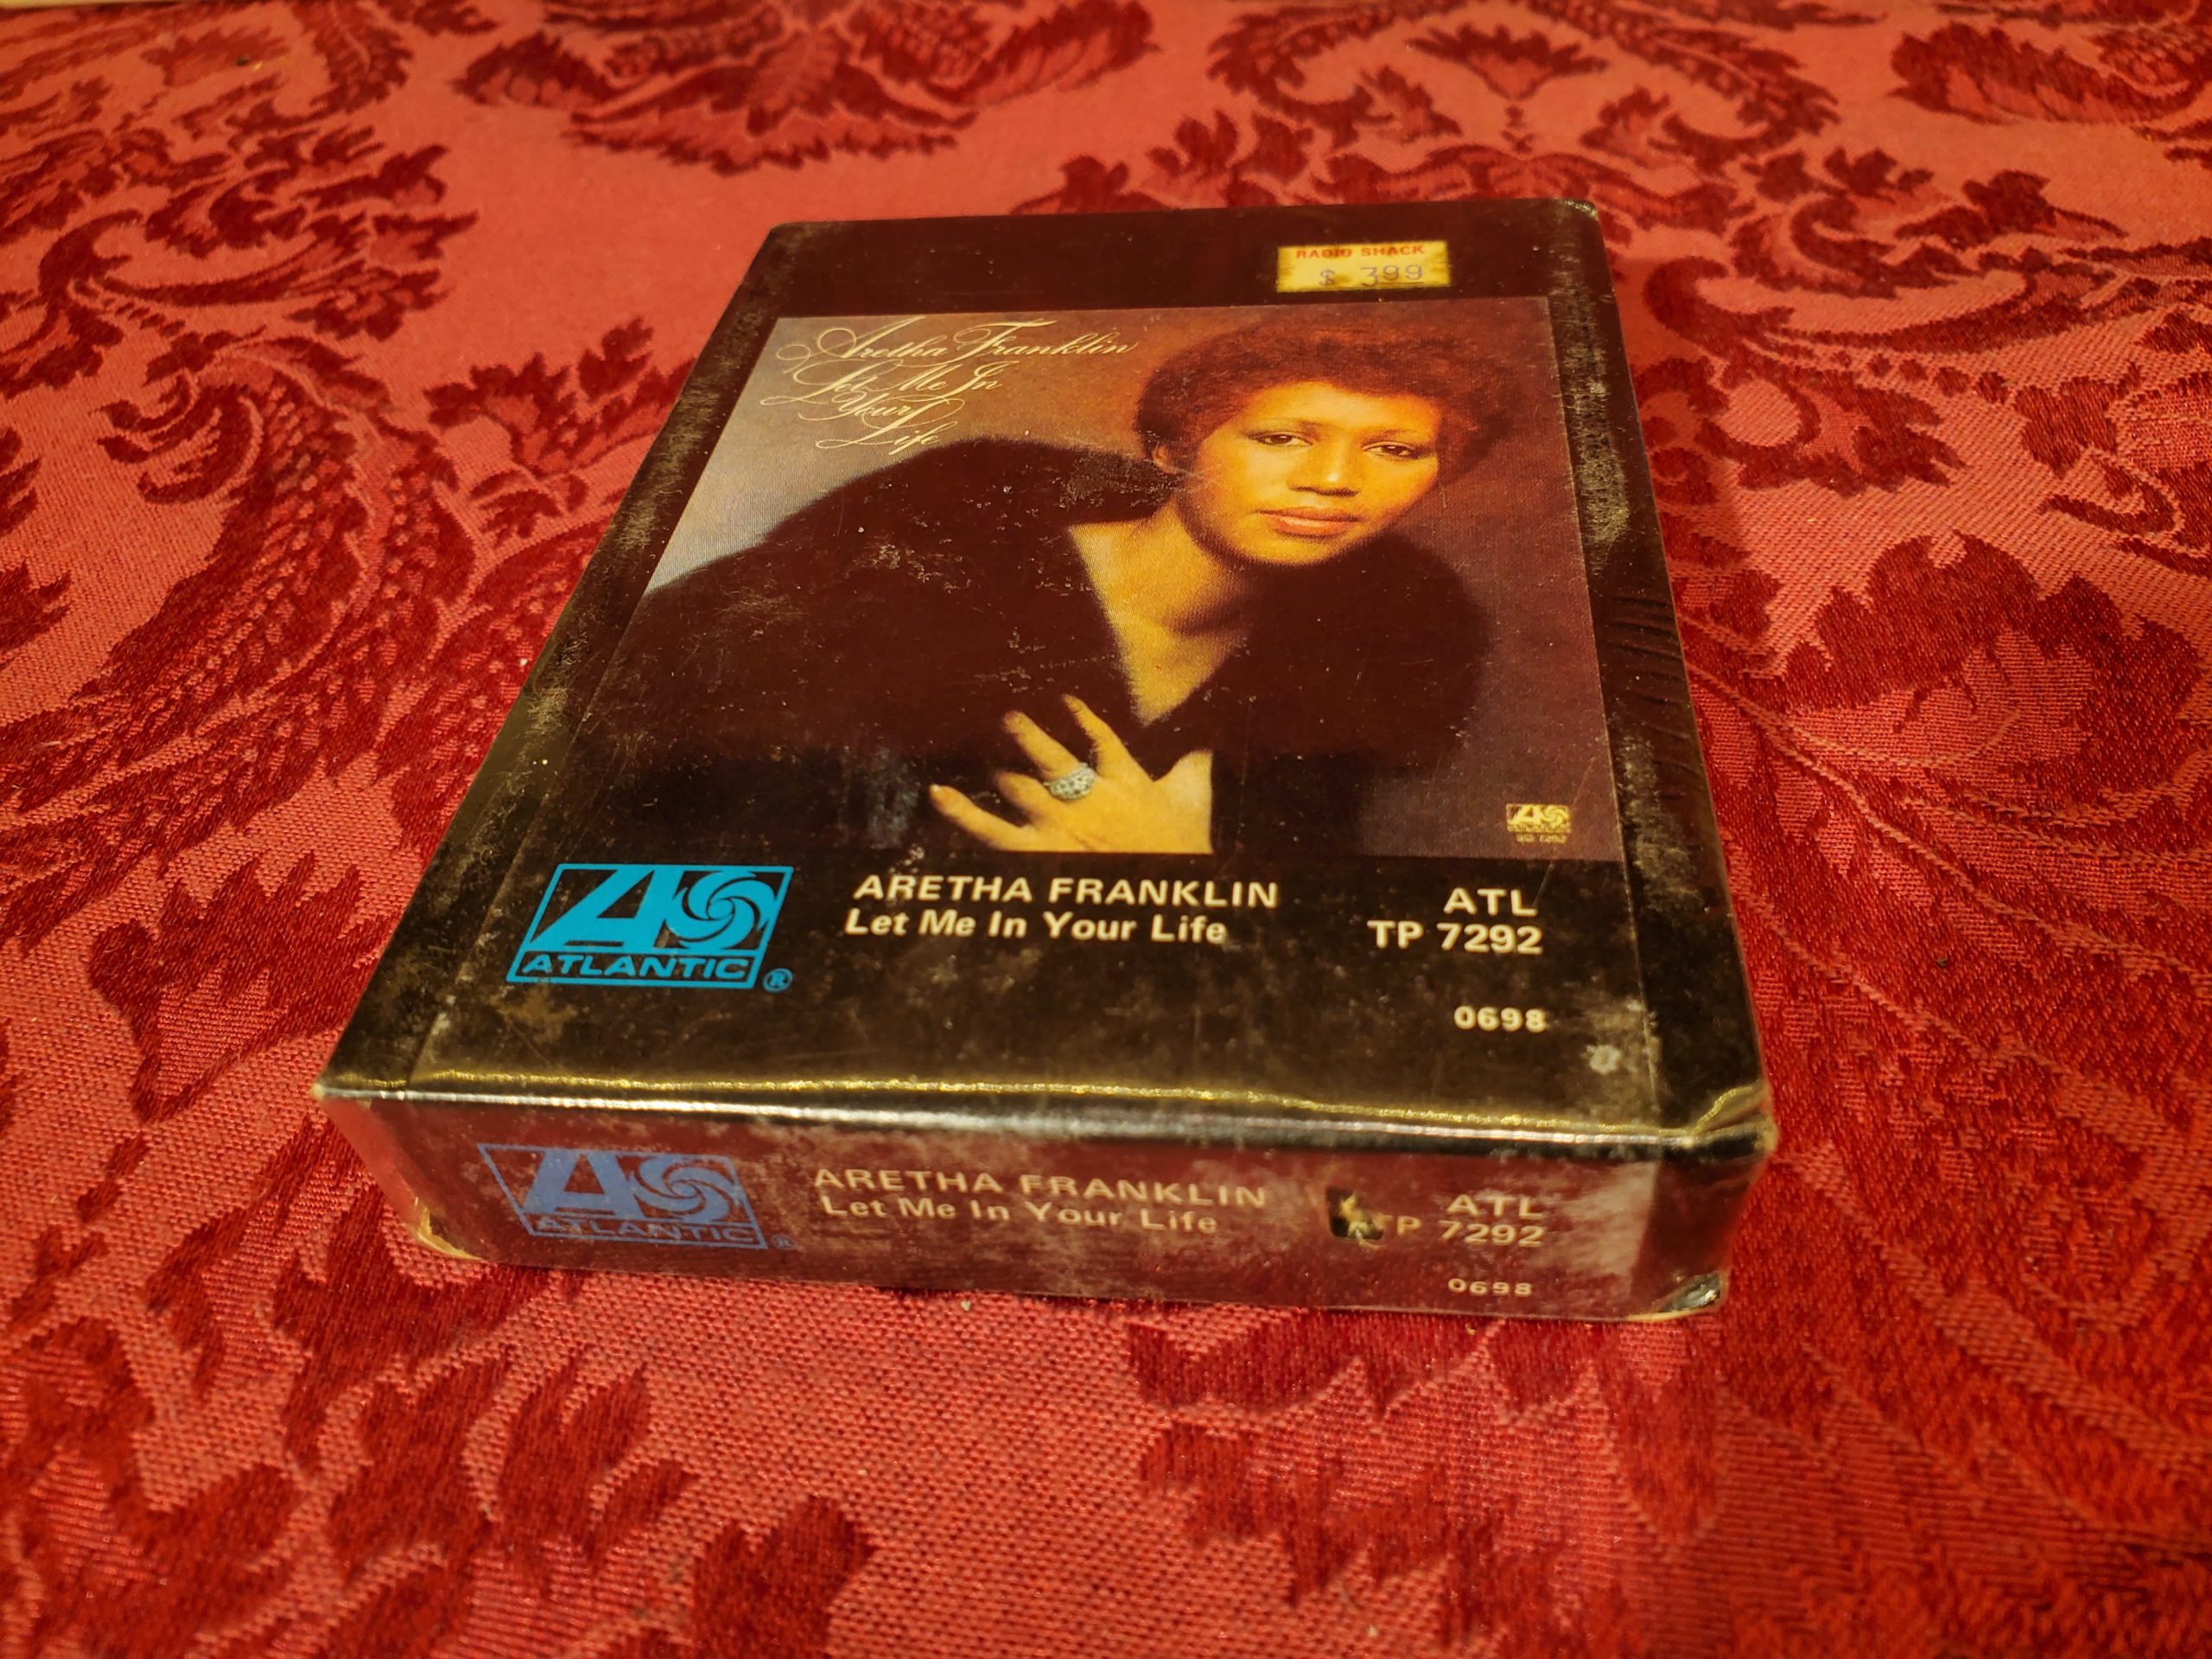 RADIO SHACK
$ 399
Aretha Franklin
Let Me In
Your
Life
ATLANTIC®
ARETHA FRANKLIN
Let Me In Your Life
ATL
TP 7292
0698
ATLANTIC®
ARETHA FRANKLIN
Let Me In Your Life
ATL
TP 7292
0698